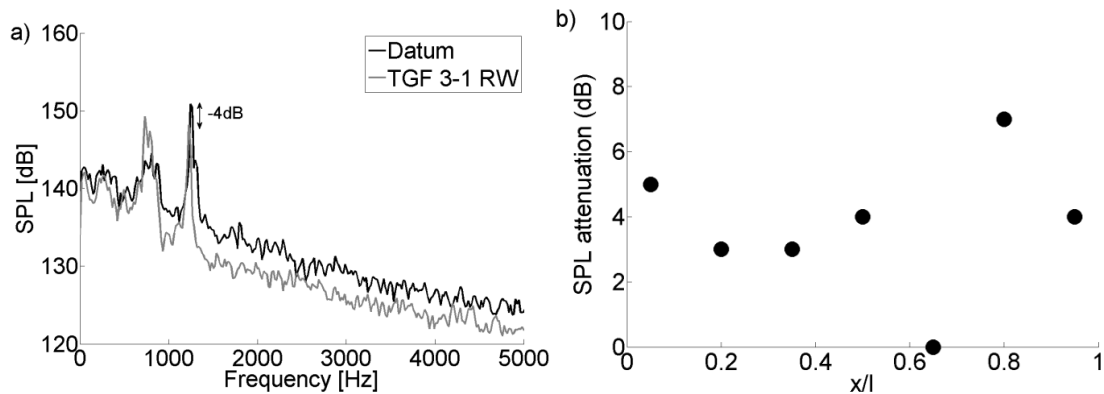 a)
160
150
140
130
120
SPL [dB]
Datum
TGF 3-1 RW
-4dB
0 1000 2000 3000 4000 5000
Frequency [Hz]
b)
10
8
6
4
2
0
SPL attenuation (dB)
0 0.2 0.4 0.6 0.8 1
x/l